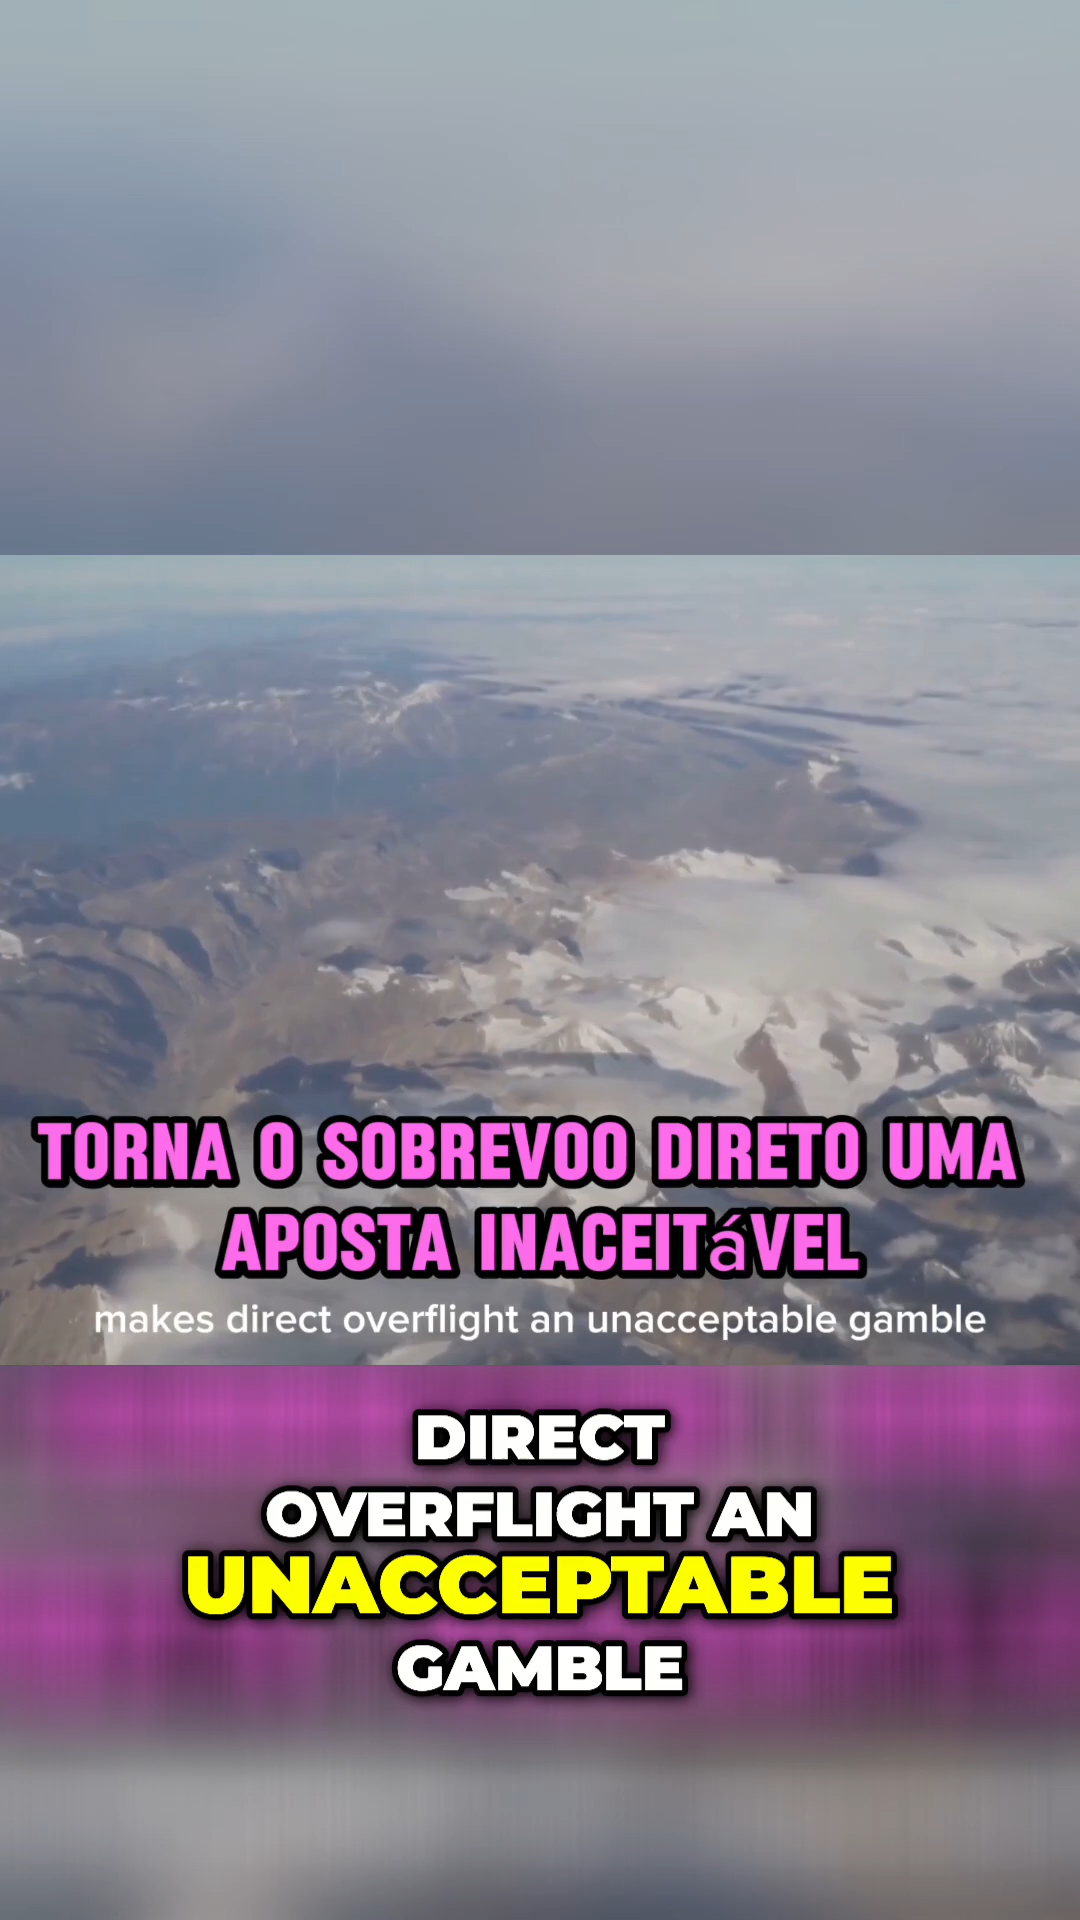 TORNA O SOBREVOO DIRETO UMA
APOSTA INACEITáVEL
makes direct overflight an unacceptable gamble
DIRECT
OVERFLIGHT AN
UNACCEPTABLE
GAMBLE